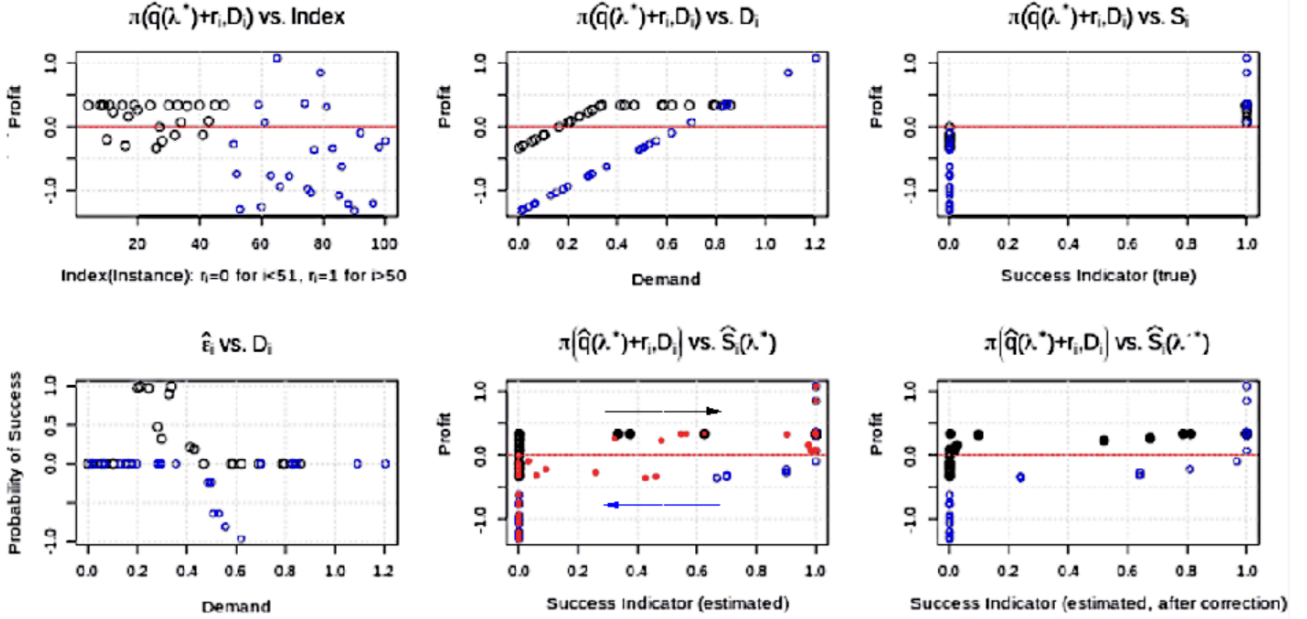 π(q̂(λ*)+rᵢ,Dᵢ) vs. Index
Profit
1.0
0.0
-1.0
20 40 60 80 100
Index(Instance): rᵢ=0 for i<51, rᵢ=1 for i>50
π(q̂(λ*)+rᵢ,Dᵢ) vs. Dᵢ
Profit
1.0
0.0
-1.0
0.0 0.2 0.4 0.6 0.8 1.0 1.2
Demand
π(q̂(λ*)+rᵢ,Dᵢ) vs. Sᵢ
Profit
1.0
0.0
-1.0
0.0 0.2 0.4 0.6 0.8 1.0
Success Indicator (true)
ε̂ᵢ vs. Dᵢ
Probability of Success
1.0
0.5
0.0
-1.0
0.0 0.2 0.4 0.6 0.8 1.0 1.2
Demand
π(q̂(λ*)+rᵢ,Dᵢ) vs. Ŝᵢ(λ*)
Profit
1.0
0.0
-1.0
0.0 0.2 0.4 0.6 0.8 1.0
Success Indicator (estimated)
π(q̂(λ*)+rᵢ,Dᵢ) vs. Ŝᵢ(λ´*)
Profit
1.0
0.0
-1.0
0.0 0.2 0.4 0.6 0.8 1.0
Success Indicator (estimated, after correction)